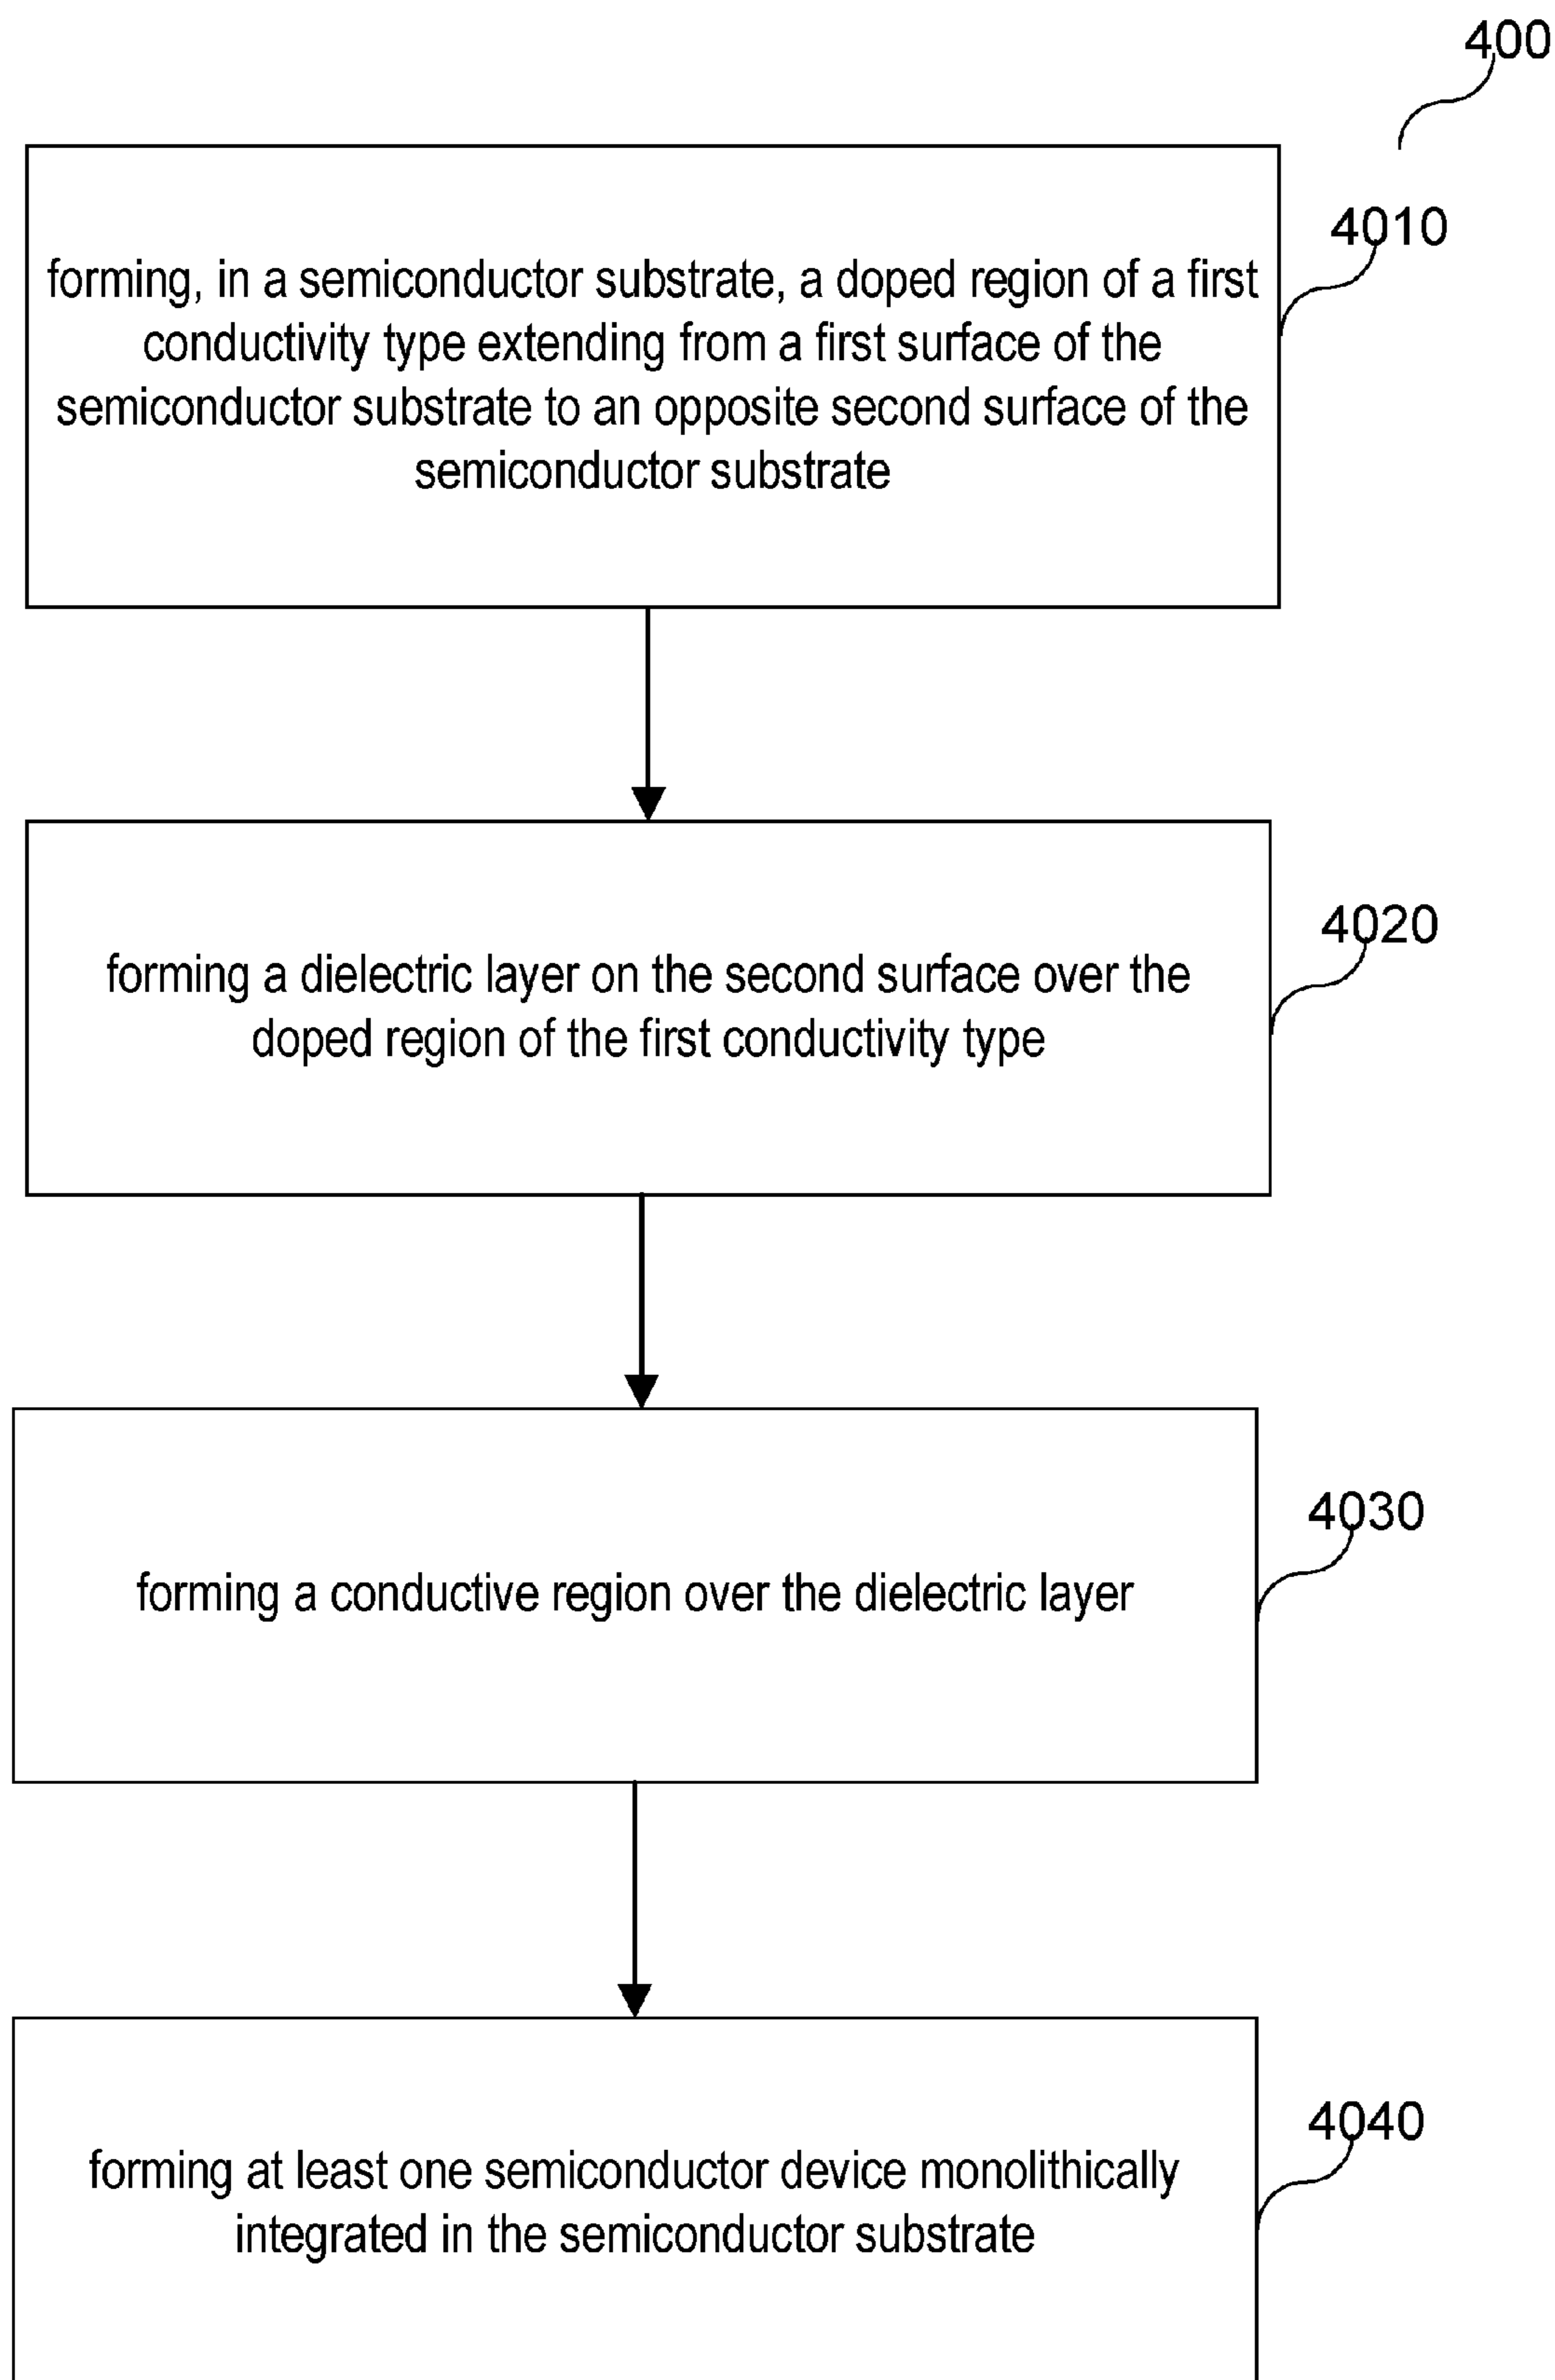 400
4010
forming, in a semiconductor substrate, a doped region of a first
conductivity type extending from a first surface of the
semiconductor substrate to an opposite second surface of the
semiconductor substrate
4020
forming a dielectric layer on the second surface over the
doped region of the first conductivity type
4030
forming a conductive region over the dielectric layer
4040
forming at least one semiconductor device monolithically
integrated in the semiconductor substrate